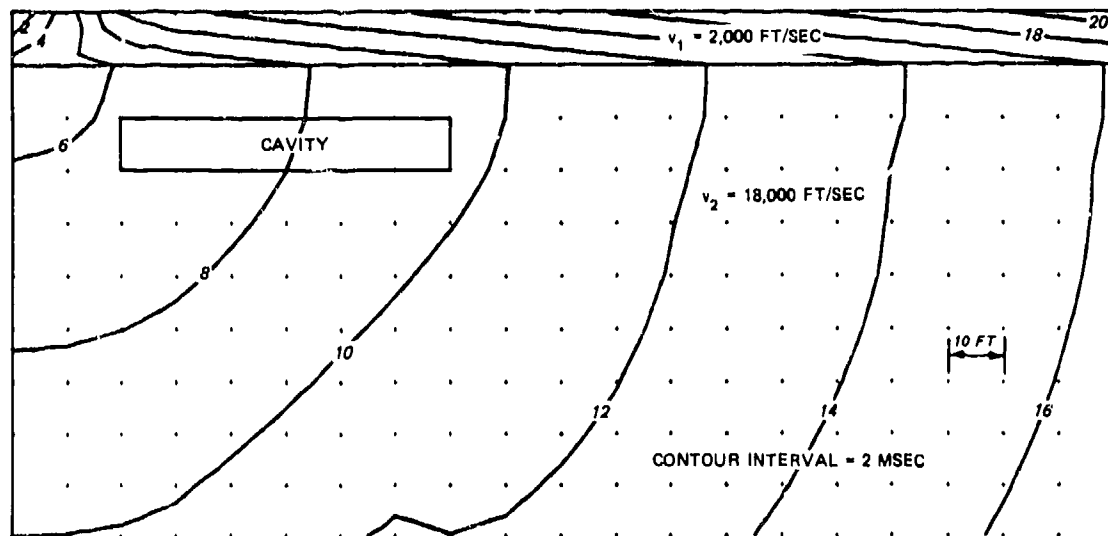 2
4
20
v₁ = 2,000 FT/SEC
18
6
CAVITY
v₂ = 18,000 FT/SEC
8
10
10 FT
12
14
16
CONTOUR INTERVAL = 2 MSEC